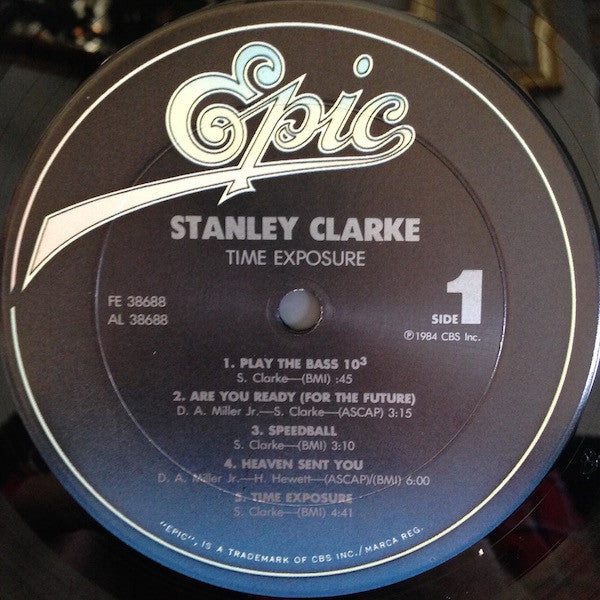 Epic
STANLEY CLARKE
TIME EXPOSURE
FE 38688
AL 38688
SIDE 1
℗1984 CBS Inc.
1. PLAY THE BASS 10³
S. Clarke—(BMI) :45
2. ARE YOU READY (FOR THE FUTURE)
D. A. Miller Jr.—S. Clarke—(ASCAP) 3:15
3. SPEEDBALL
S. Clarke—(BMI) 3:10
4. HEAVEN SENT YOU
D. A. Miller Jr.—H. Hewett—(ASCAP)/(BMI) 6:00
5. TIME EXPOSURE
S. Clarke—(BMI) 4:41
"EPIC", IS A TRADEMARK OF CBS INC./MARCA REG.